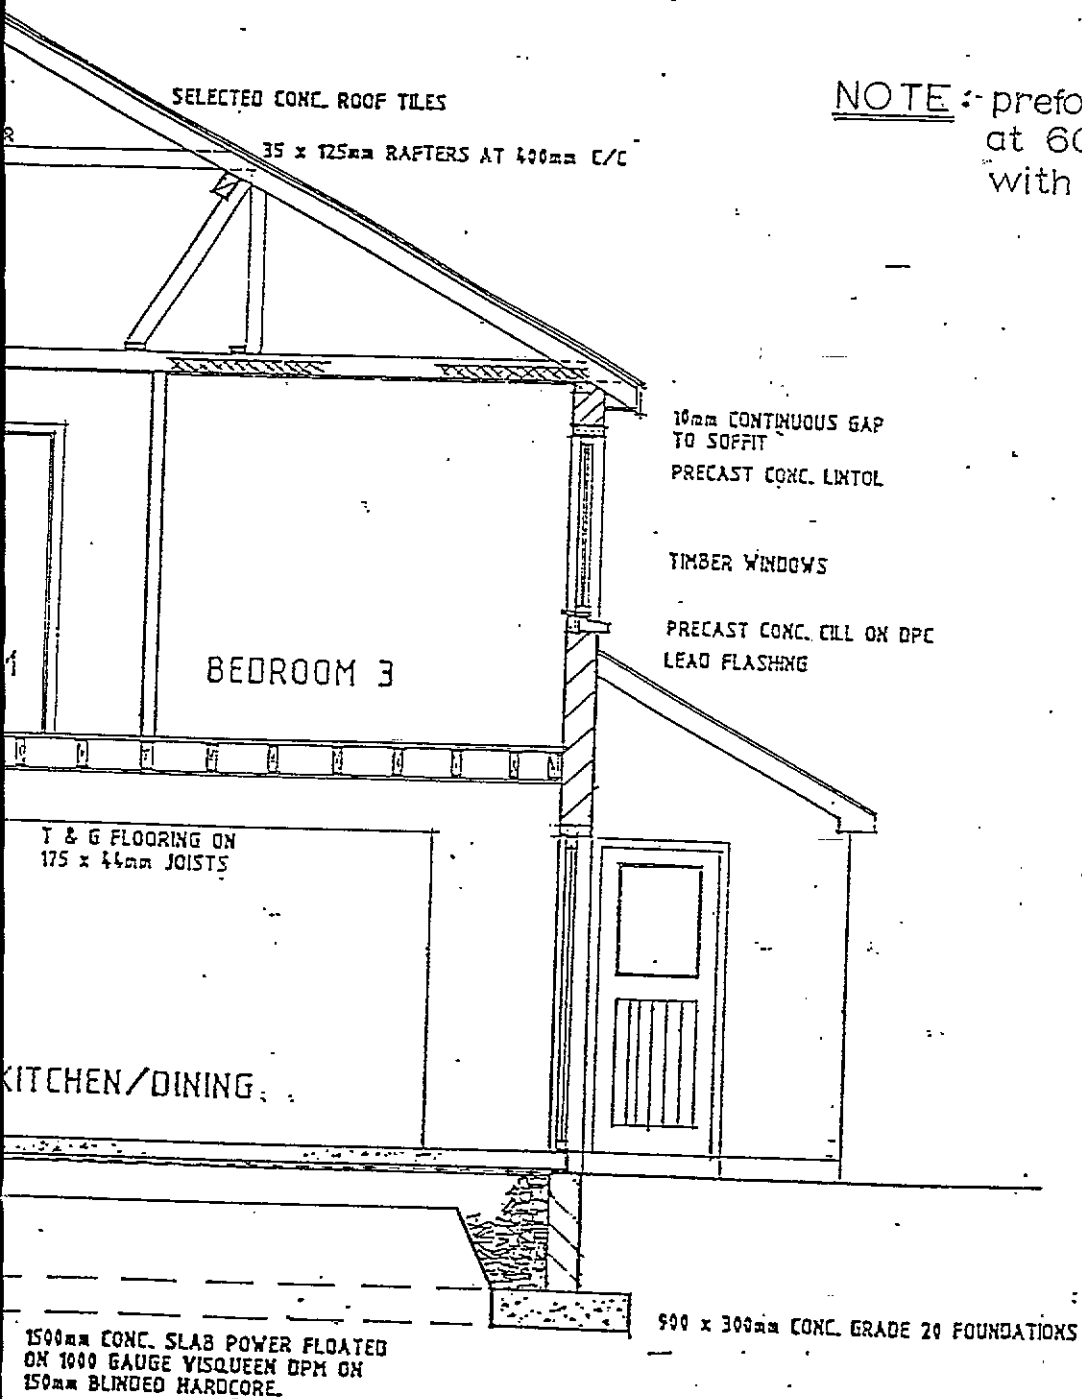 SELECTED CONC. ROOF TILES
35 x 125mm RAFTERS AT 400mm C/C
NOTE :- prefo
at 60
with
R
10mm CONTINUOUS GAP
TO SOFFIT
PRECAST CONC. LINTOL
TIMBER WINDOWS
PRECAST CONC. CILL ON DPC
LEAD FLASHING
BEDROOM 3
T & G FLOORING ON
175 x 44mm JOISTS
KITCHEN/DINING
900 x 300mm CONC. GRADE 20 FOUNDATIONS
1500mm CONC. SLAB POWER FLOATED
ON 1000 GAUGE VISQUEEN DPM ON
150mm BLINDED HARDCORE.